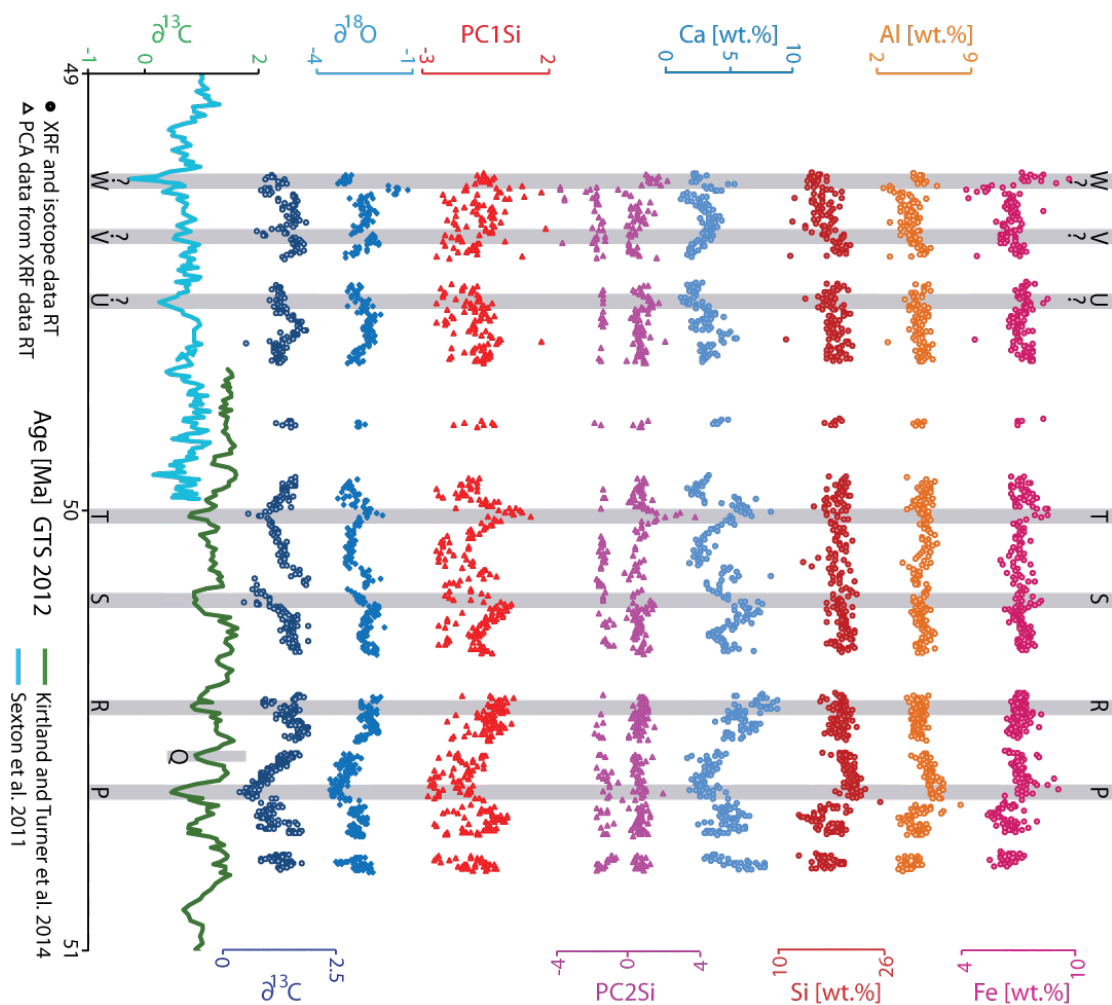 ∂¹³C
∂¹⁸O
PC1Si
Ca [wt.%]
Al [wt.%]
-1 0 2
-4 -1
-3 2
0 5 10
2 9
49
XRF and isotope data RT
PCA data from XRF data RT
W ?
V ?
U ?
W ?
V ?
U ?
Age [Ma] GTS 2012
50
T
T
S
S
R
R
Q
P
P
Kirtland and Turner et al. 2014
Sexton et al. 2011
51
0 2.5
-4 0 4
10 26
4 10
∂¹³C
PC2Si
Si [wt.%]
Fe [wt.%]